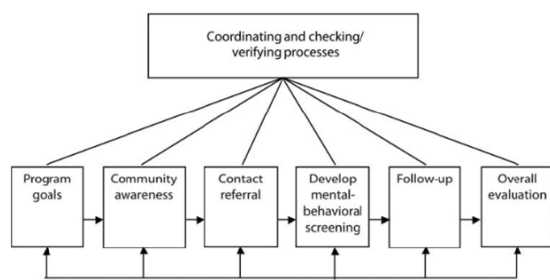 Coordinating and checking/
verifying processes
Program
goals
Community
awareness
Contact
referral
Develop
mental-
behavioral
screening
Follow-up
Overall
evaluation